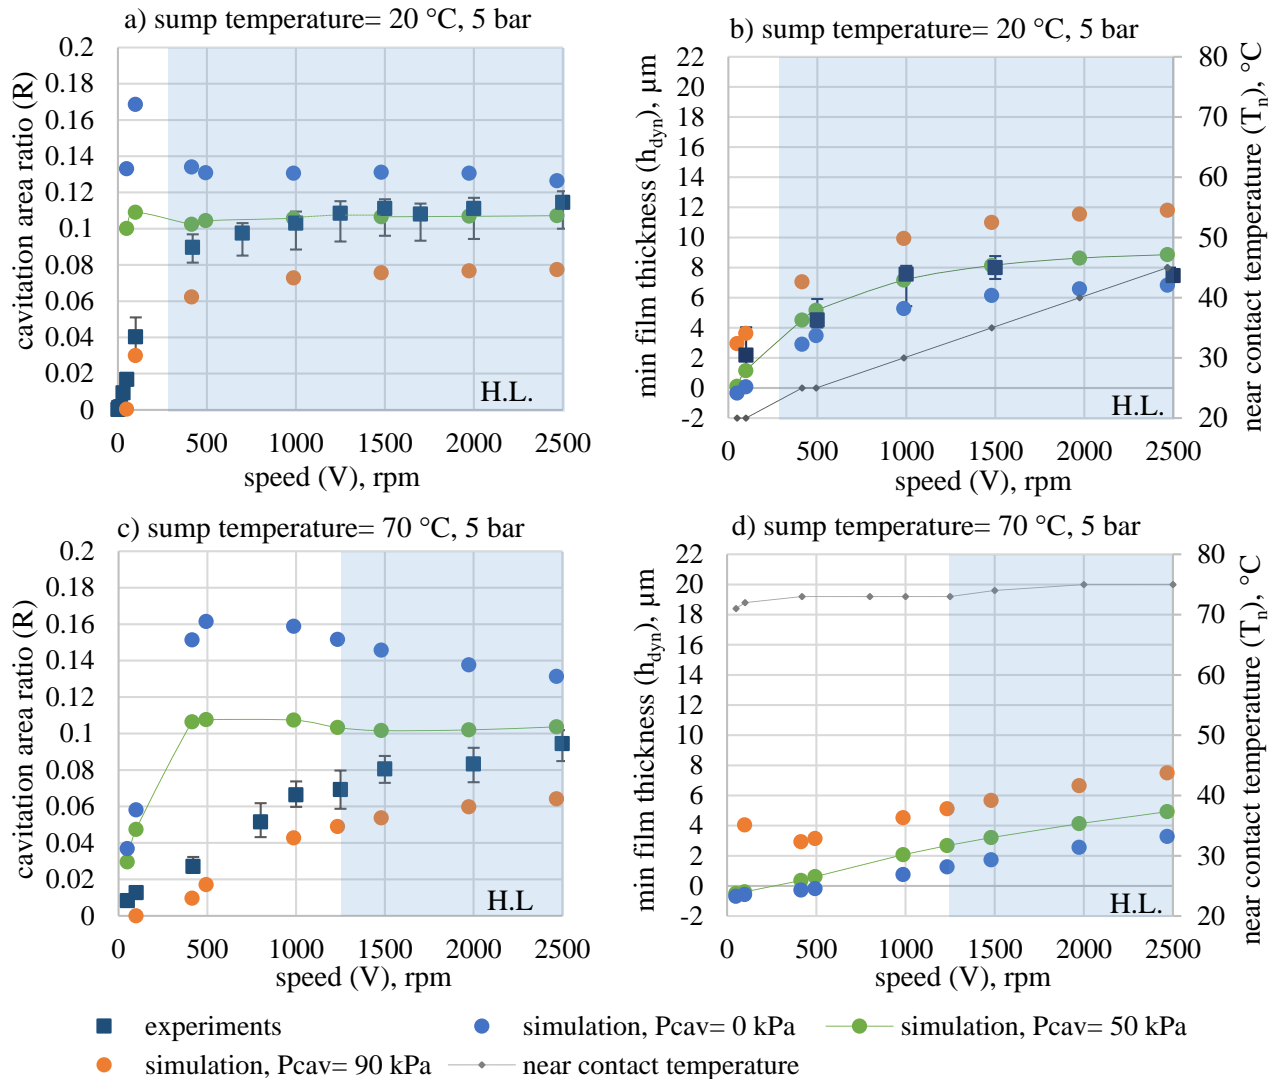 a) sump temperature= 20 °C, 5 bar
cavitation area ratio (R)
0.2
0.18
0.16
0.14
0.12
0.1
0.08
0.06
0.04
0.02
0
H.L.
0 500 1000 1500 2000 2500
speed (V), rpm
b) sump temperature= 20 °C, 5 bar
min film thickness (h_dyn), μm
22
20
18
16
14
12
10
8
6
4
2
0
-2
80
70
60
50
40
30
20
near contact temperature (T_n), °C
H.L.
0 500 1000 1500 2000 2500
speed (V), rpm
c) sump temperature= 70 °C, 5 bar
cavitation area ratio (R)
0.2
0.18
0.16
0.14
0.12
0.1
0.08
0.06
0.04
0.02
0
H.L
0 500 1000 1500 2000 2500
speed (V), rpm
d) sump temperature= 70 °C, 5 bar
min film thickness (h_dyn), μm
22
20
18
16
14
12
10
8
6
4
2
0
-2
80
70
60
50
40
30
20
near contact temperature (T_n), °C
H.L.
0 500 1000 1500 2000 2500
speed (V), rpm
experiments
simulation, Pcav= 0 kPa
simulation, Pcav= 50 kPa
simulation, Pcav= 90 kPa
near contact temperature